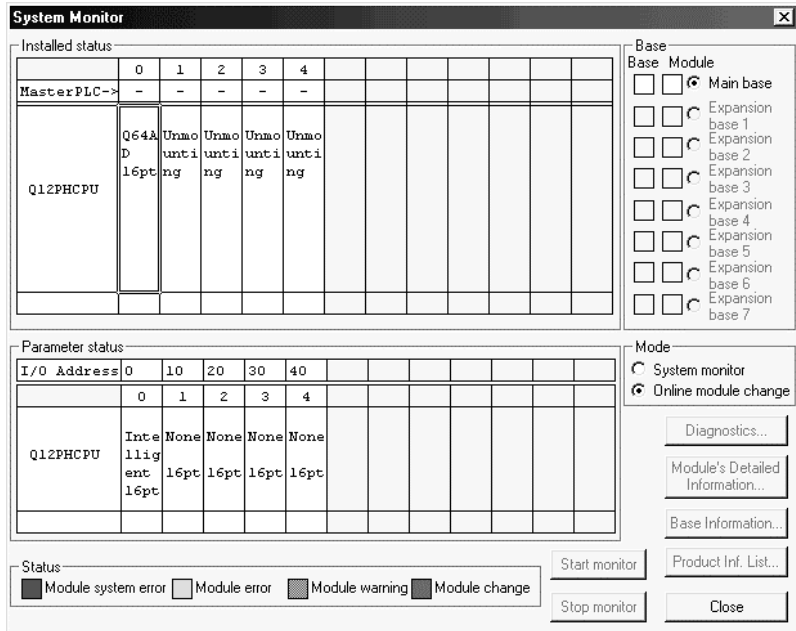 System Monitor
Installed status
0 1 2 3 4
MasterPLC-> - - - - -
Q12PHCPU
Q64A
D
16pt
Unmo
unti
ng
Unmo
unti
ng
Unmo
unti
ng
Unmo
unti
ng
Base
Base Module
Main base
Expansion
base 1
Expansion
base 2
Expansion
base 3
Expansion
base 4
Expansion
base 5
Expansion
base 6
Expansion
base 7
Parameter status
I/O Address 0 10 20 30 40
0 1 2 3 4
Q12PHCPU
Inte
llig
ent
16pt
None
16pt
None
16pt
None
16pt
None
16pt
Mode
System monitor
Online module change
Diagnostics...
Module's Detailed
Information...
Base Information...
Product Inf. List...
Close
Status
Module system error Module error Module warning Module change
Start monitor
Stop monitor